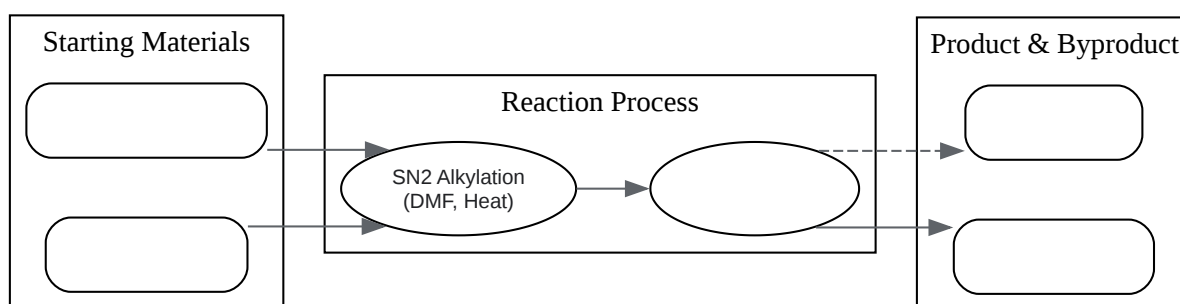 Starting Materials
Reaction Process
SN2 Alkylation
(DMF, Heat)
Product & Byproduct